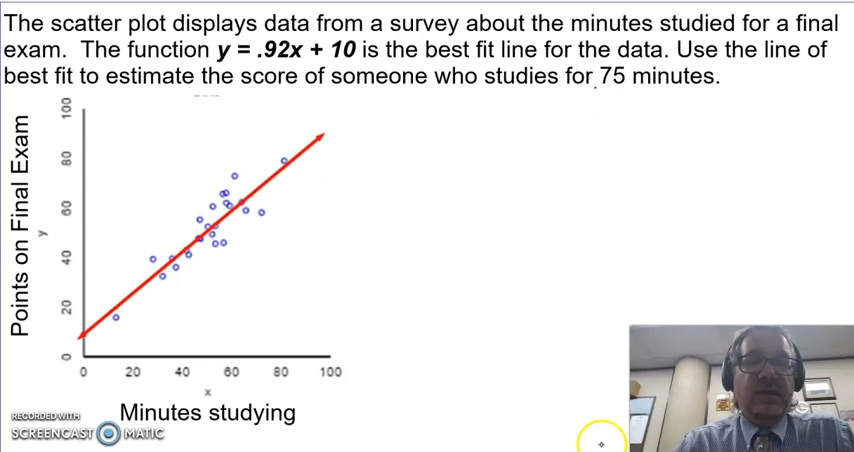 The scatter plot displays data from a survey about the minutes studied for a final
exam. The function y = .92x + 10 is the best fit line for the data. Use the line of
best fit to estimate the score of someone who studies for 75 minutes.
Points on Final Exam
y
100
80
60
40
20
0
0 20 40 60 80 100
x
Minutes studying
RECORDED WITH
SCREENCAST MATIC